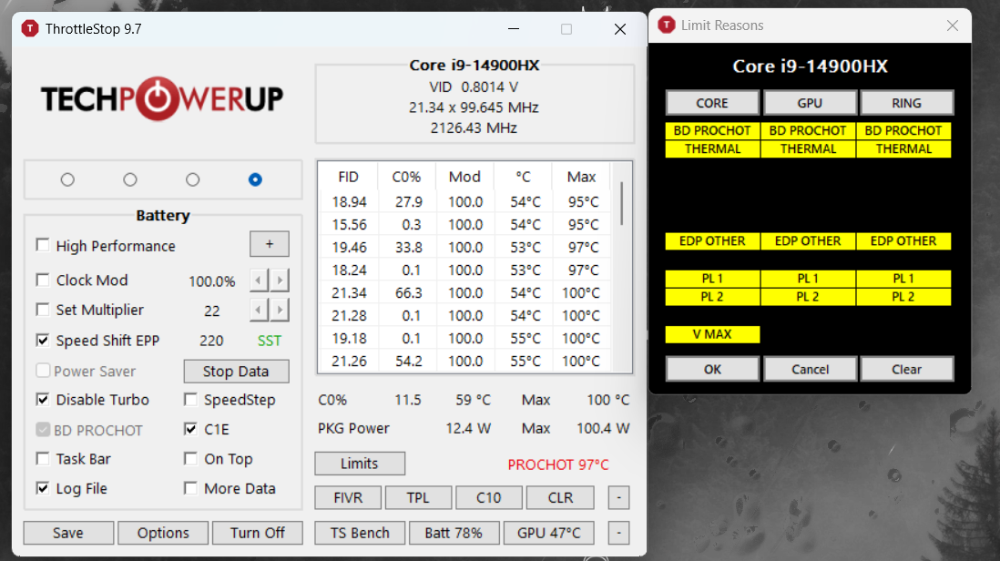 ThrottleStop 9.7
TECHPOWERUP
Core i9-14900HX
VID 0.8014 V
21.34 x 99.645 MHz
2126.43 MHz
Battery
High Performance +
Clock Mod 100.0%
Set Multiplier 22
Speed Shift EPP 220 SST
Power Saver Stop Data
Disable Turbo SpeedStep
BD PROCHOT C1E
Task Bar On Top
Log File More Data
Save Options Turn Off
FID C0% Mod °C Max
18.94 27.9 100.0 54°C 95°C
15.56 0.3 100.0 54°C 95°C
19.46 33.8 100.0 53°C 97°C
18.24 0.1 100.0 53°C 97°C
21.34 66.3 100.0 54°C 100°C
21.28 0.1 100.0 54°C 100°C
19.18 0.1 100.0 55°C 100°C
21.26 54.2 100.0 55°C 100°C
C0% 11.5 59 °C Max 100 °C
PKG Power 12.4 W Max 100.4 W
Limits PROCHOT 97°C
FIVR TPL C10 CLR -
TS Bench Batt 78% GPU 47°C -
T Limit Reasons
Core i9-14900HX
CORE GPU RING
BD PROCHOT BD PROCHOT BD PROCHOT
THERMAL THERMAL THERMAL
EDP OTHER EDP OTHER EDP OTHER
PL 1 PL 1 PL 1
PL 2 PL 2 PL 2
V MAX
OK Cancel Clear